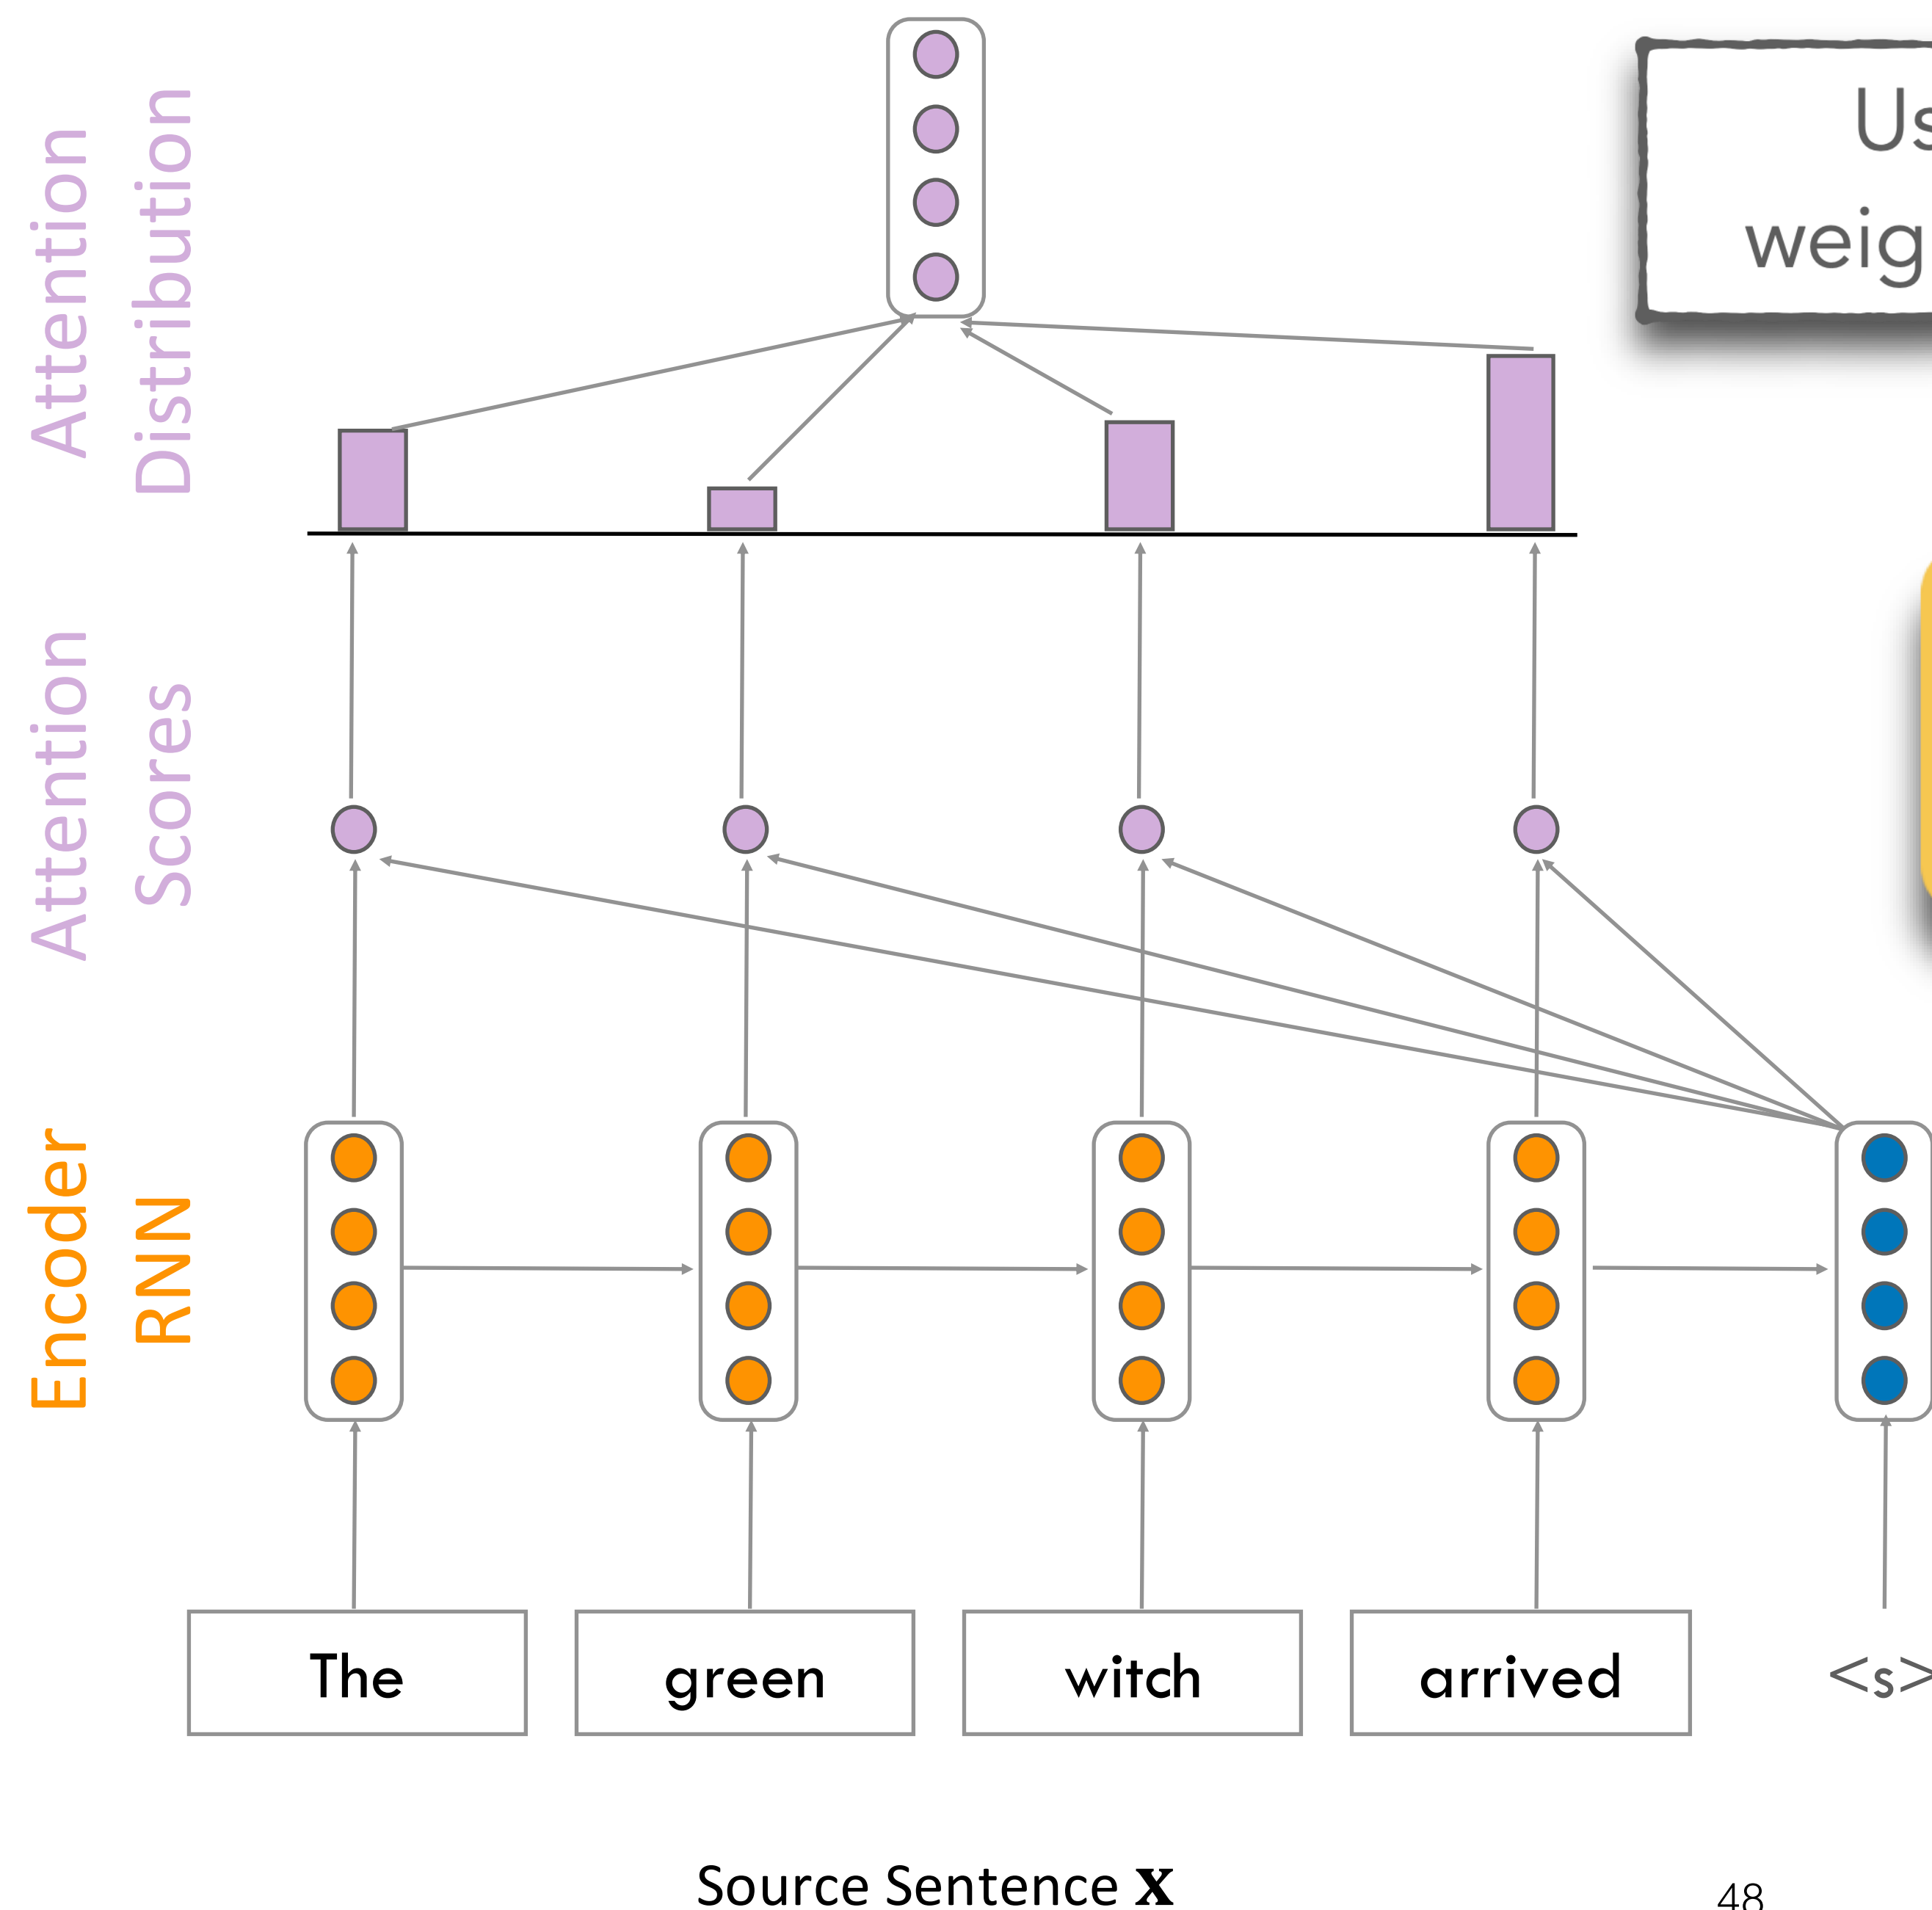 Attention
Distribution
Attention
Scores
Encoder
RNN
The
green
witch
arrived
<s>
Source Sentence x
48